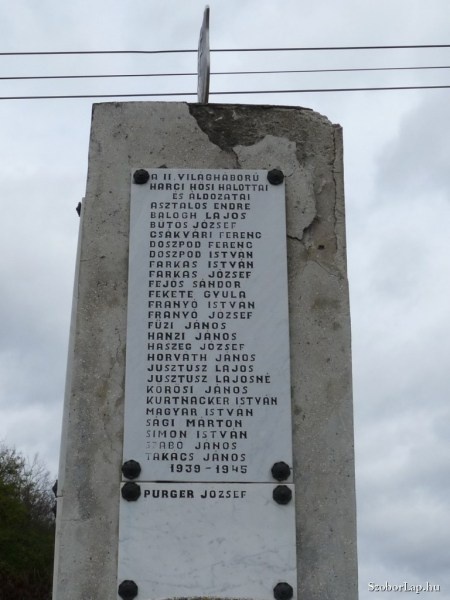 A II. VILÁGHÁBORÚ
HARCI HŐSI HALOTTAI
ÉS ÁLDOZATAI
ASZTALOS ENDRE
BALOGH LAJOS
BÚTOS JÓZSEF
CSÁKVÁRI FERENC
DOSZPOD FERENC
DOSZPOD ISTVÁN
FARKAS ISTVÁN
FARKAS JÓZSEF
FEJŐS SÁNDOR
FEKETE GYULA
FRANYÓ ISTVÁN
FRANYÓ JÓZSEF
FŰZI JÁNOS
HANZI JÁNOS
HASZEG JÓZSEF
HORVÁTH JÁNOS
JUSZTUSZ LAJOS
JUSZTUSZ LAJOSNÉ
KŐRÖSI JÁNOS
KURTNACKER ISTVÁN
MAGYAR ISTVÁN
SÁGI MÁRTON
SIMON ISTVÁN
SZABÓ JÁNOS
TAKÁCS JÁNOS
1939 - 1945
PURGER JÓZSEF
SzoborLap.hu